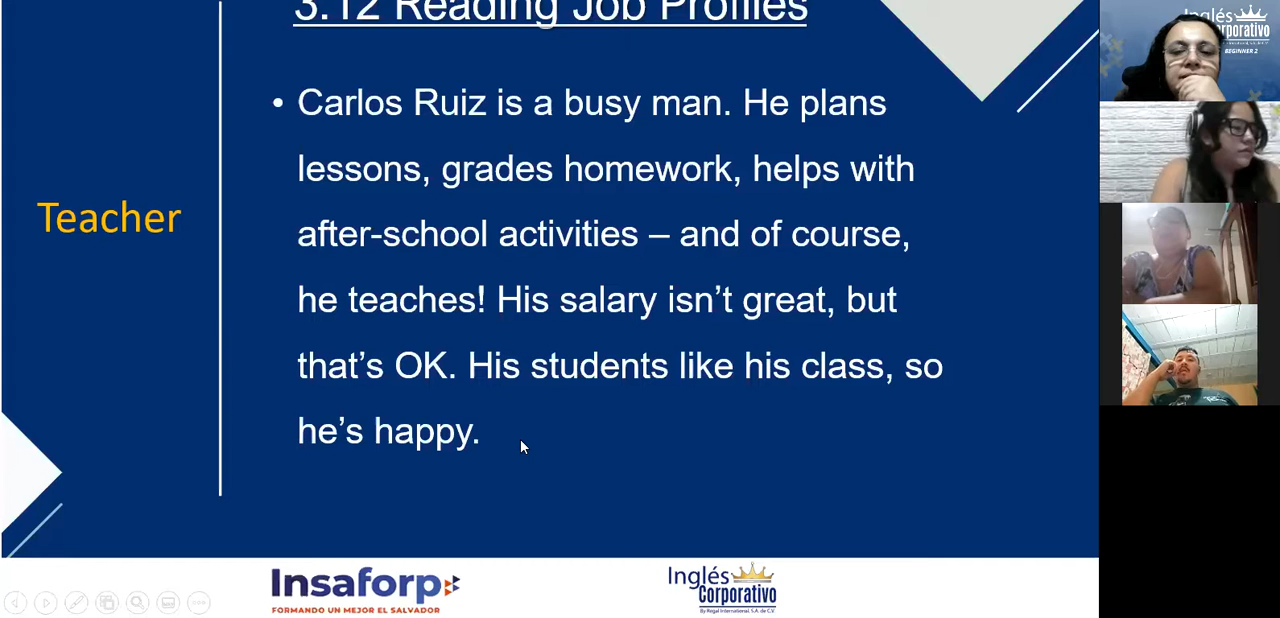 3.12 Reading Job Profiles
Teacher
• Carlos Ruiz is a busy man. He plans
lessons, grades homework, helps with
after-school activities – and of course,
he teaches! His salary isn't great, but
that's OK. His students like his class, so
he's happy.
Insaforp
FORMANDO UN MEJOR EL SALVADOR
Inglés
Corporativo
By Regal International, S.A. de C.V.
Inglés
Corporativo
BEGINNER 2